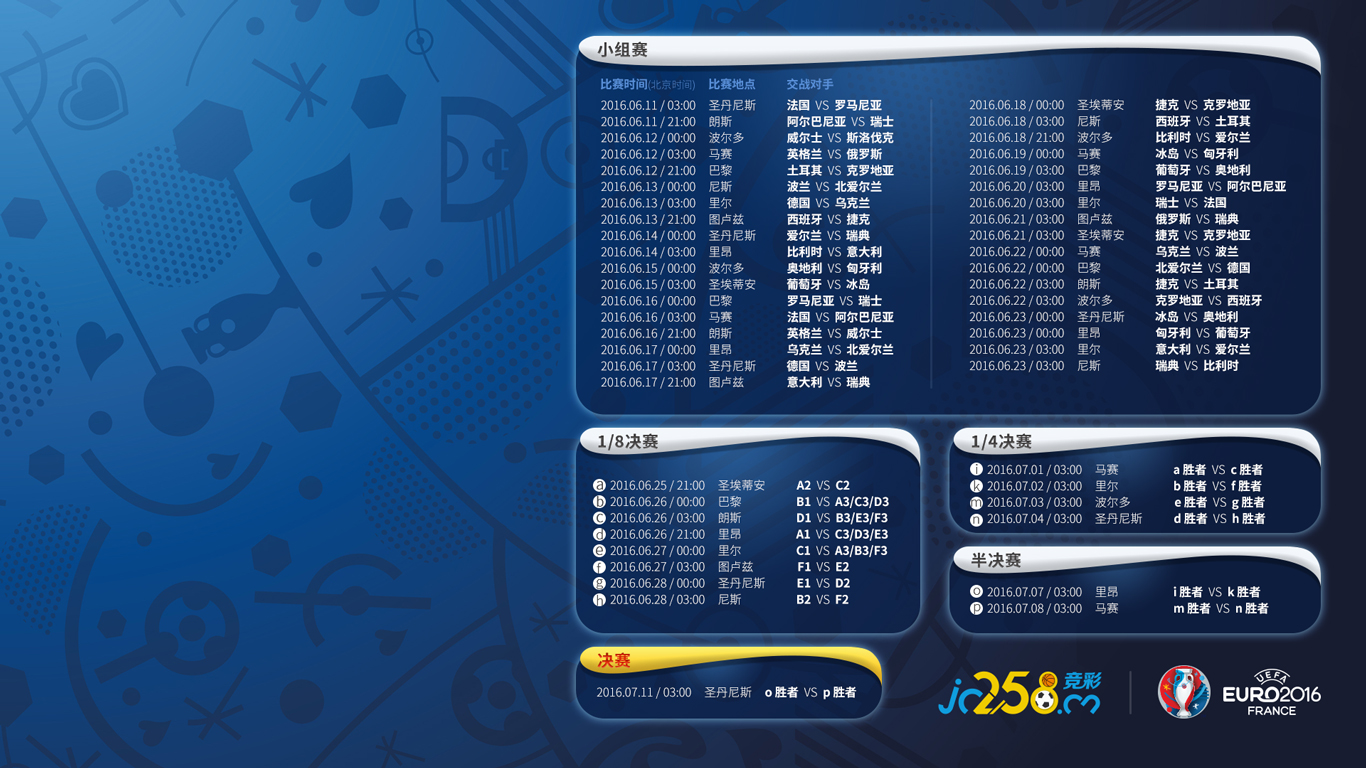 小组赛
比赛时间(北京时间) 比赛地点 交战对手
2016.06.11 / 03:00 圣丹尼斯 法国 VS 罗马尼亚
2016.06.11 / 21:00 朗斯 阿尔巴尼亚 VS 瑞士
2016.06.12 / 00:00 波尔多 威尔士 VS 斯洛伐克
2016.06.12 / 03:00 马赛 英格兰 VS 俄罗斯
2016.06.12 / 21:00 巴黎 土耳其 VS 克罗地亚
2016.06.13 / 00:00 尼斯 波兰 VS 北爱尔兰
2016.06.13 / 03:00 里尔 德国 VS 乌克兰
2016.06.13 / 21:00 图卢兹 西班牙 VS 捷克
2016.06.14 / 00:00 圣丹尼斯 爱尔兰 VS 瑞典
2016.06.14 / 03:00 里昂 比利时 VS 意大利
2016.06.15 / 00:00 波尔多 奥地利 VS 匈牙利
2016.06.15 / 03:00 圣埃蒂安 葡萄牙 VS 冰岛
2016.06.16 / 00:00 巴黎 罗马尼亚 VS 瑞士
2016.06.16 / 03:00 马赛 法国 VS 阿尔巴尼亚
2016.06.16 / 21:00 朗斯 英格兰 VS 威尔士
2016.06.17 / 00:00 里昂 乌克兰 VS 北爱尔兰
2016.06.17 / 03:00 圣丹尼斯 德国 VS 波兰
2016.06.17 / 21:00 图卢兹 意大利 VS 瑞典
2016.06.18 / 00:00 圣埃蒂安 捷克 VS 克罗地亚
2016.06.18 / 03:00 尼斯 西班牙 VS 土耳其
2016.06.18 / 21:00 波尔多 比利时 VS 爱尔兰
2016.06.19 / 00:00 马赛 冰岛 VS 匈牙利
2016.06.19 / 03:00 巴黎 葡萄牙 VS 奥地利
2016.06.20 / 03:00 里昂 罗马尼亚 VS 阿尔巴尼亚
2016.06.20 / 03:00 里尔 瑞士 VS 法国
2016.06.21 / 03:00 图卢兹 俄罗斯 VS 瑞典
2016.06.21 / 03:00 圣埃蒂安 捷克 VS 克罗地亚
2016.06.22 / 00:00 马赛 乌克兰 VS 波兰
2016.06.22 / 00:00 巴黎 北爱尔兰 VS 德国
2016.06.22 / 03:00 朗斯 捷克 VS 土耳其
2016.06.22 / 03:00 波尔多 克罗地亚 VS 西班牙
2016.06.23 / 00:00 圣丹尼斯 冰岛 VS 奥地利
2016.06.23 / 00:00 里昂 匈牙利 VS 葡萄牙
2016.06.23 / 03:00 里尔 意大利 VS 爱尔兰
2016.06.23 / 03:00 尼斯 瑞典 VS 比利时
1/8决赛
a 2016.06.25 / 21:00 圣埃蒂安 A2 VS C2
b 2016.06.26 / 00:00 巴黎 B1 VS A3/C3/D3
c 2016.06.26 / 03:00 朗斯 D1 VS B3/E3/F3
d 2016.06.26 / 21:00 里昂 A1 VS C3/D3/E3
e 2016.06.27 / 00:00 里尔 C1 VS A3/B3/F3
f 2016.06.27 / 03:00 图卢兹 F1 VS E2
g 2016.06.28 / 00:00 圣丹尼斯 E1 VS D2
h 2016.06.28 / 03:00 尼斯 B2 VS F2
1/4决赛
i 2016.07.01 / 03:00 马赛 a 胜者 VS c 胜者
k 2016.07.02 / 03:00 里尔 b 胜者 VS f 胜者
m 2016.07.03 / 03:00 波尔多 e 胜者 VS g 胜者
n 2016.07.04 / 03:00 圣丹尼斯 d 胜者 VS h 胜者
半决赛
o 2016.07.07 / 03:00 里昂 i 胜者 VS k 胜者
p 2016.07.08 / 03:00 马赛 m 胜者 VS n 胜者
决赛
2016.07.11 / 03:00 圣丹尼斯 o 胜者 VS p 胜者
jc258.cm 竞彩
UEFA
EURO2016
FRANCE